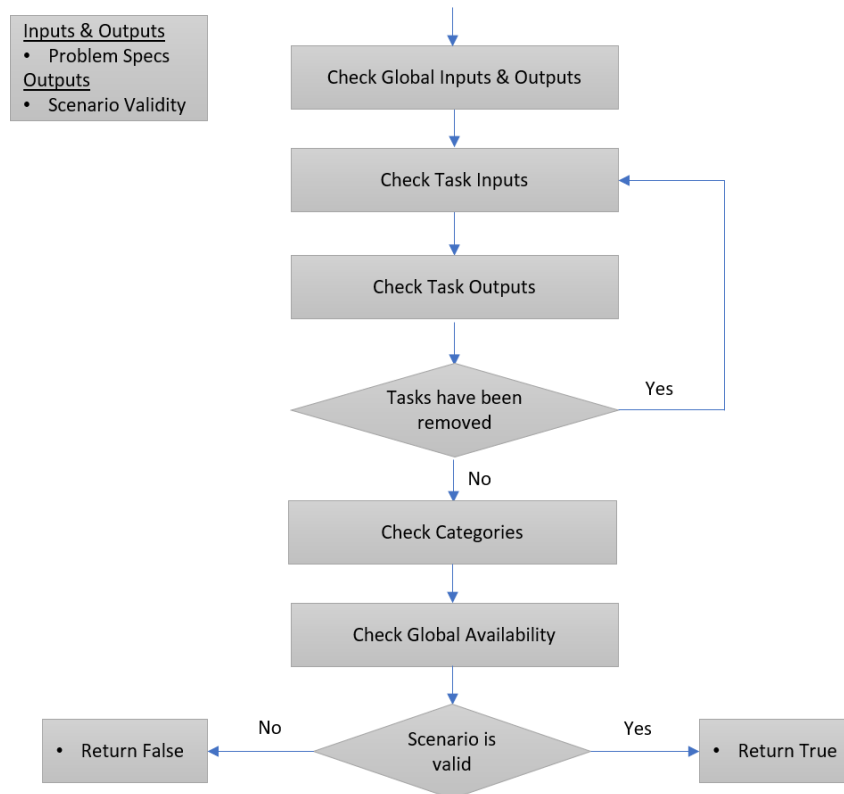 Inputs & Outputs
• Problem Specs
Outputs
• Scenario Validity
Check Global Inputs & Outputs
Check Task Inputs
Check Task Outputs
Tasks have been
removed
Yes
No
Check Categories
Check Global Availability
Scenario is
valid
No
Yes
• Return False
• Return True